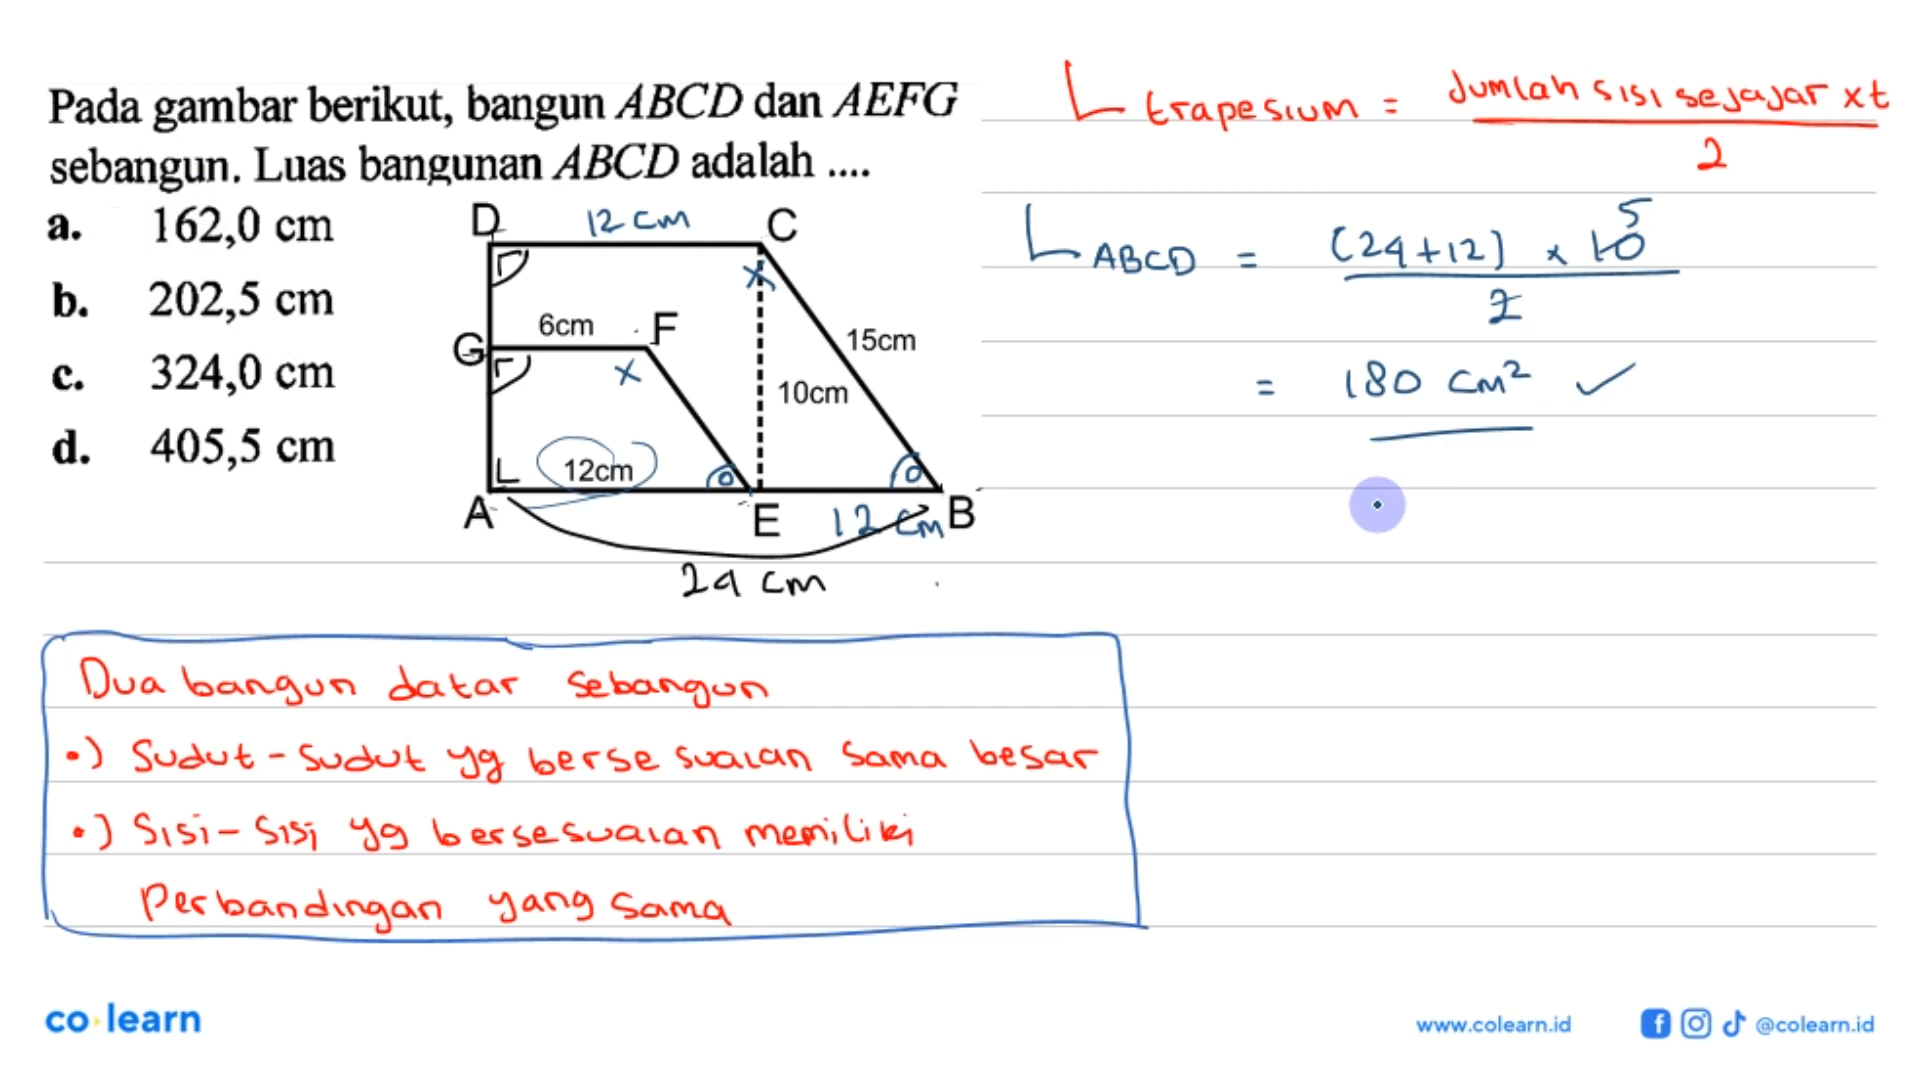 Pada gambar berikut, bangun ABCD dan AEFG
sebangun. Luas bangunan ABCD adalah ....
a. 162,0 cm
b. 202,5 cm
c. 324,0 cm
d. 405,5 cm
D 12 cm C
G 6cm F
15cm
10cm
12cm
A E 12 cm B
24 cm
L trapesium = Jumlah sisi sejajar x t
2
L ABCD = (24+12) x 10 5
2
= 180 cm²
Dua bangun datar sebangun
•) Sudut-sudut yg bersesuaian sama besar
•) Sisi-sisi yg bersesuaian memiliki
Perbandingan yang sama
co learn
www.colearn.id @colearn.id